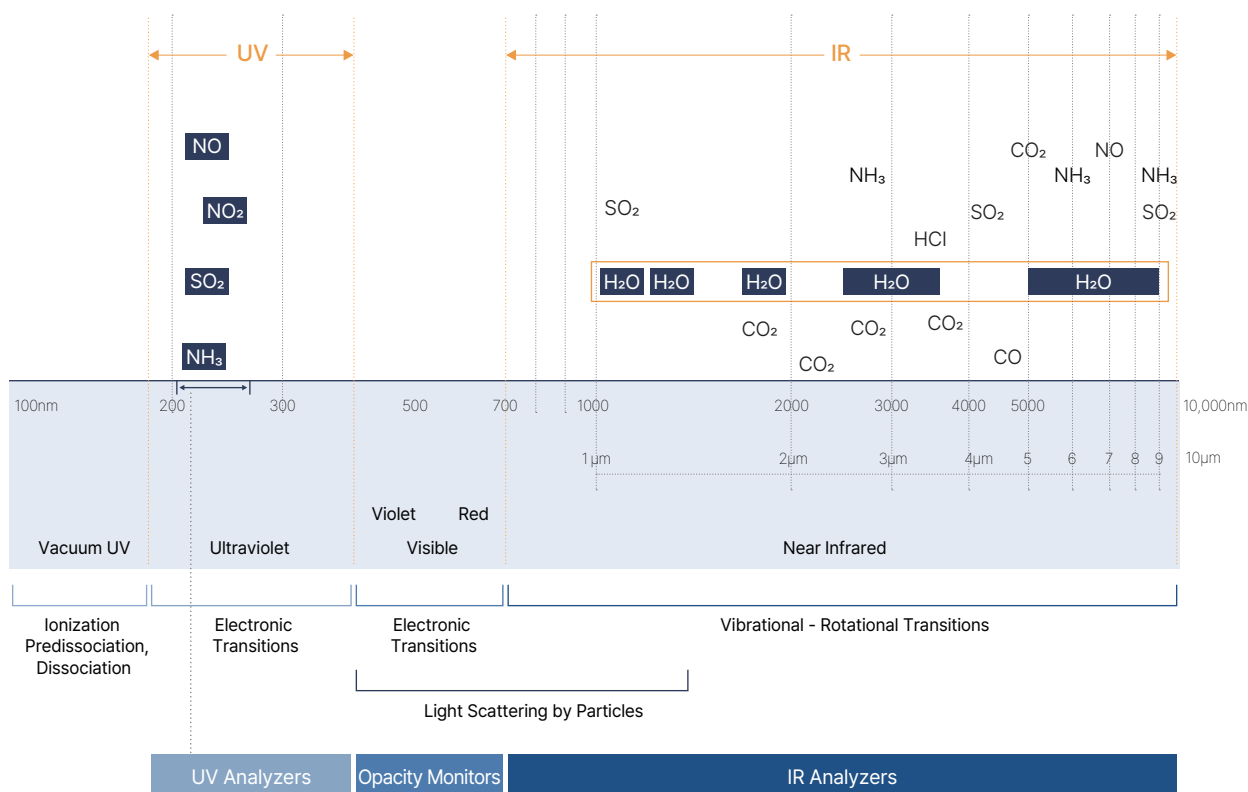 UV
IR
NO
CO₂
NO
NH₃
NH₃
NH₃
NO₂
SO₂
SO₂
SO₂
HCl
SO₂
H₂O
H₂O
H₂O
H₂O
H₂O
CO₂
CO₂
CO₂
NH₃
CO₂
CO
100nm
200
300
500
700
1000
2000
3000
4000
5000
10,000nm
1 µm
2µm
3µm
4µm
5
6
7
8
9
10µm
Violet
Red
Vacuum UV
Ultraviolet
Visible
Near Infrared
Ionization
Predissociation,
Dissociation
Electronic
Transitions
Electronic
Transitions
Vibrational - Rotational Transitions
Light Scattering by Particles
UV Analyzers
Opacity Monitors
IR Analyzers